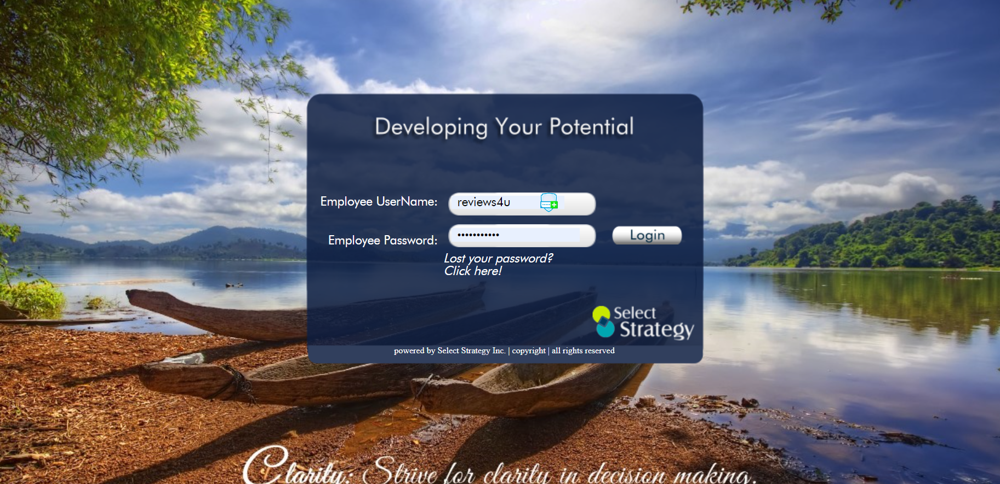 Developing Your Potential
Employee UserName: reviews4u
Employee Password: ••••••••••• Login
Lost your password?
Click here!
Select
Strategy
powered by Select Strategy Inc. | copyright | all rights reserved
Clarity: Strive for clarity in decision making.